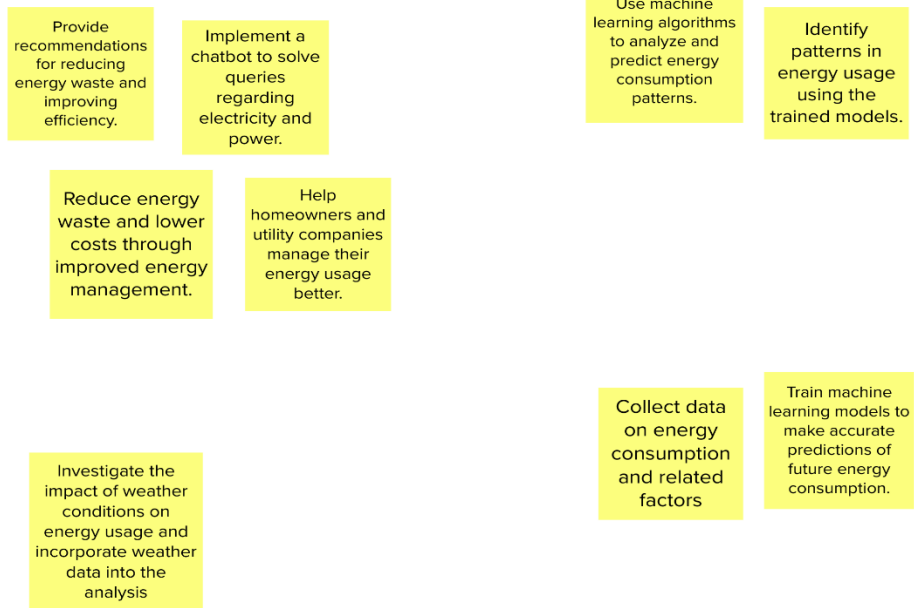 Provide
recommendations
for reducing
energy waste and
improving
efficiency.
Implement a
chatbot to solve
queries
regarding
electricity and
power.
Use machine
learning algorithms
to analyze and
predict energy
consumption
patterns.
Identify
patterns in
energy usage
using the
trained models.
Reduce energy
waste and lower
costs through
improved energy
management.
Help
homeowners and
utility companies
manage their
energy usage
better.
Collect data
on energy
consumption
and related
factors
Train machine
learning models to
make accurate
predictions of
future energy
consumption.
Investigate the
impact of weather
conditions on
energy usage and
incorporate weather
data into the
analysis